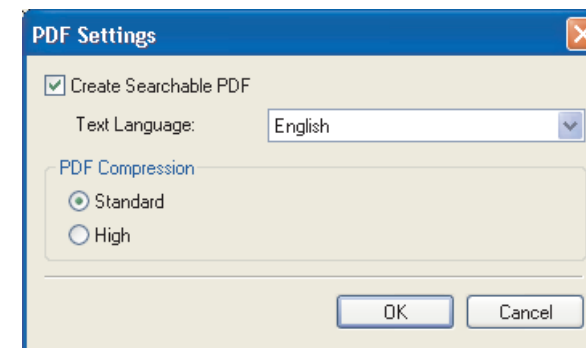 PDF Settings
Create Searchable PDF
Text Language: English
PDF Compression
Standard
High
OK Cancel